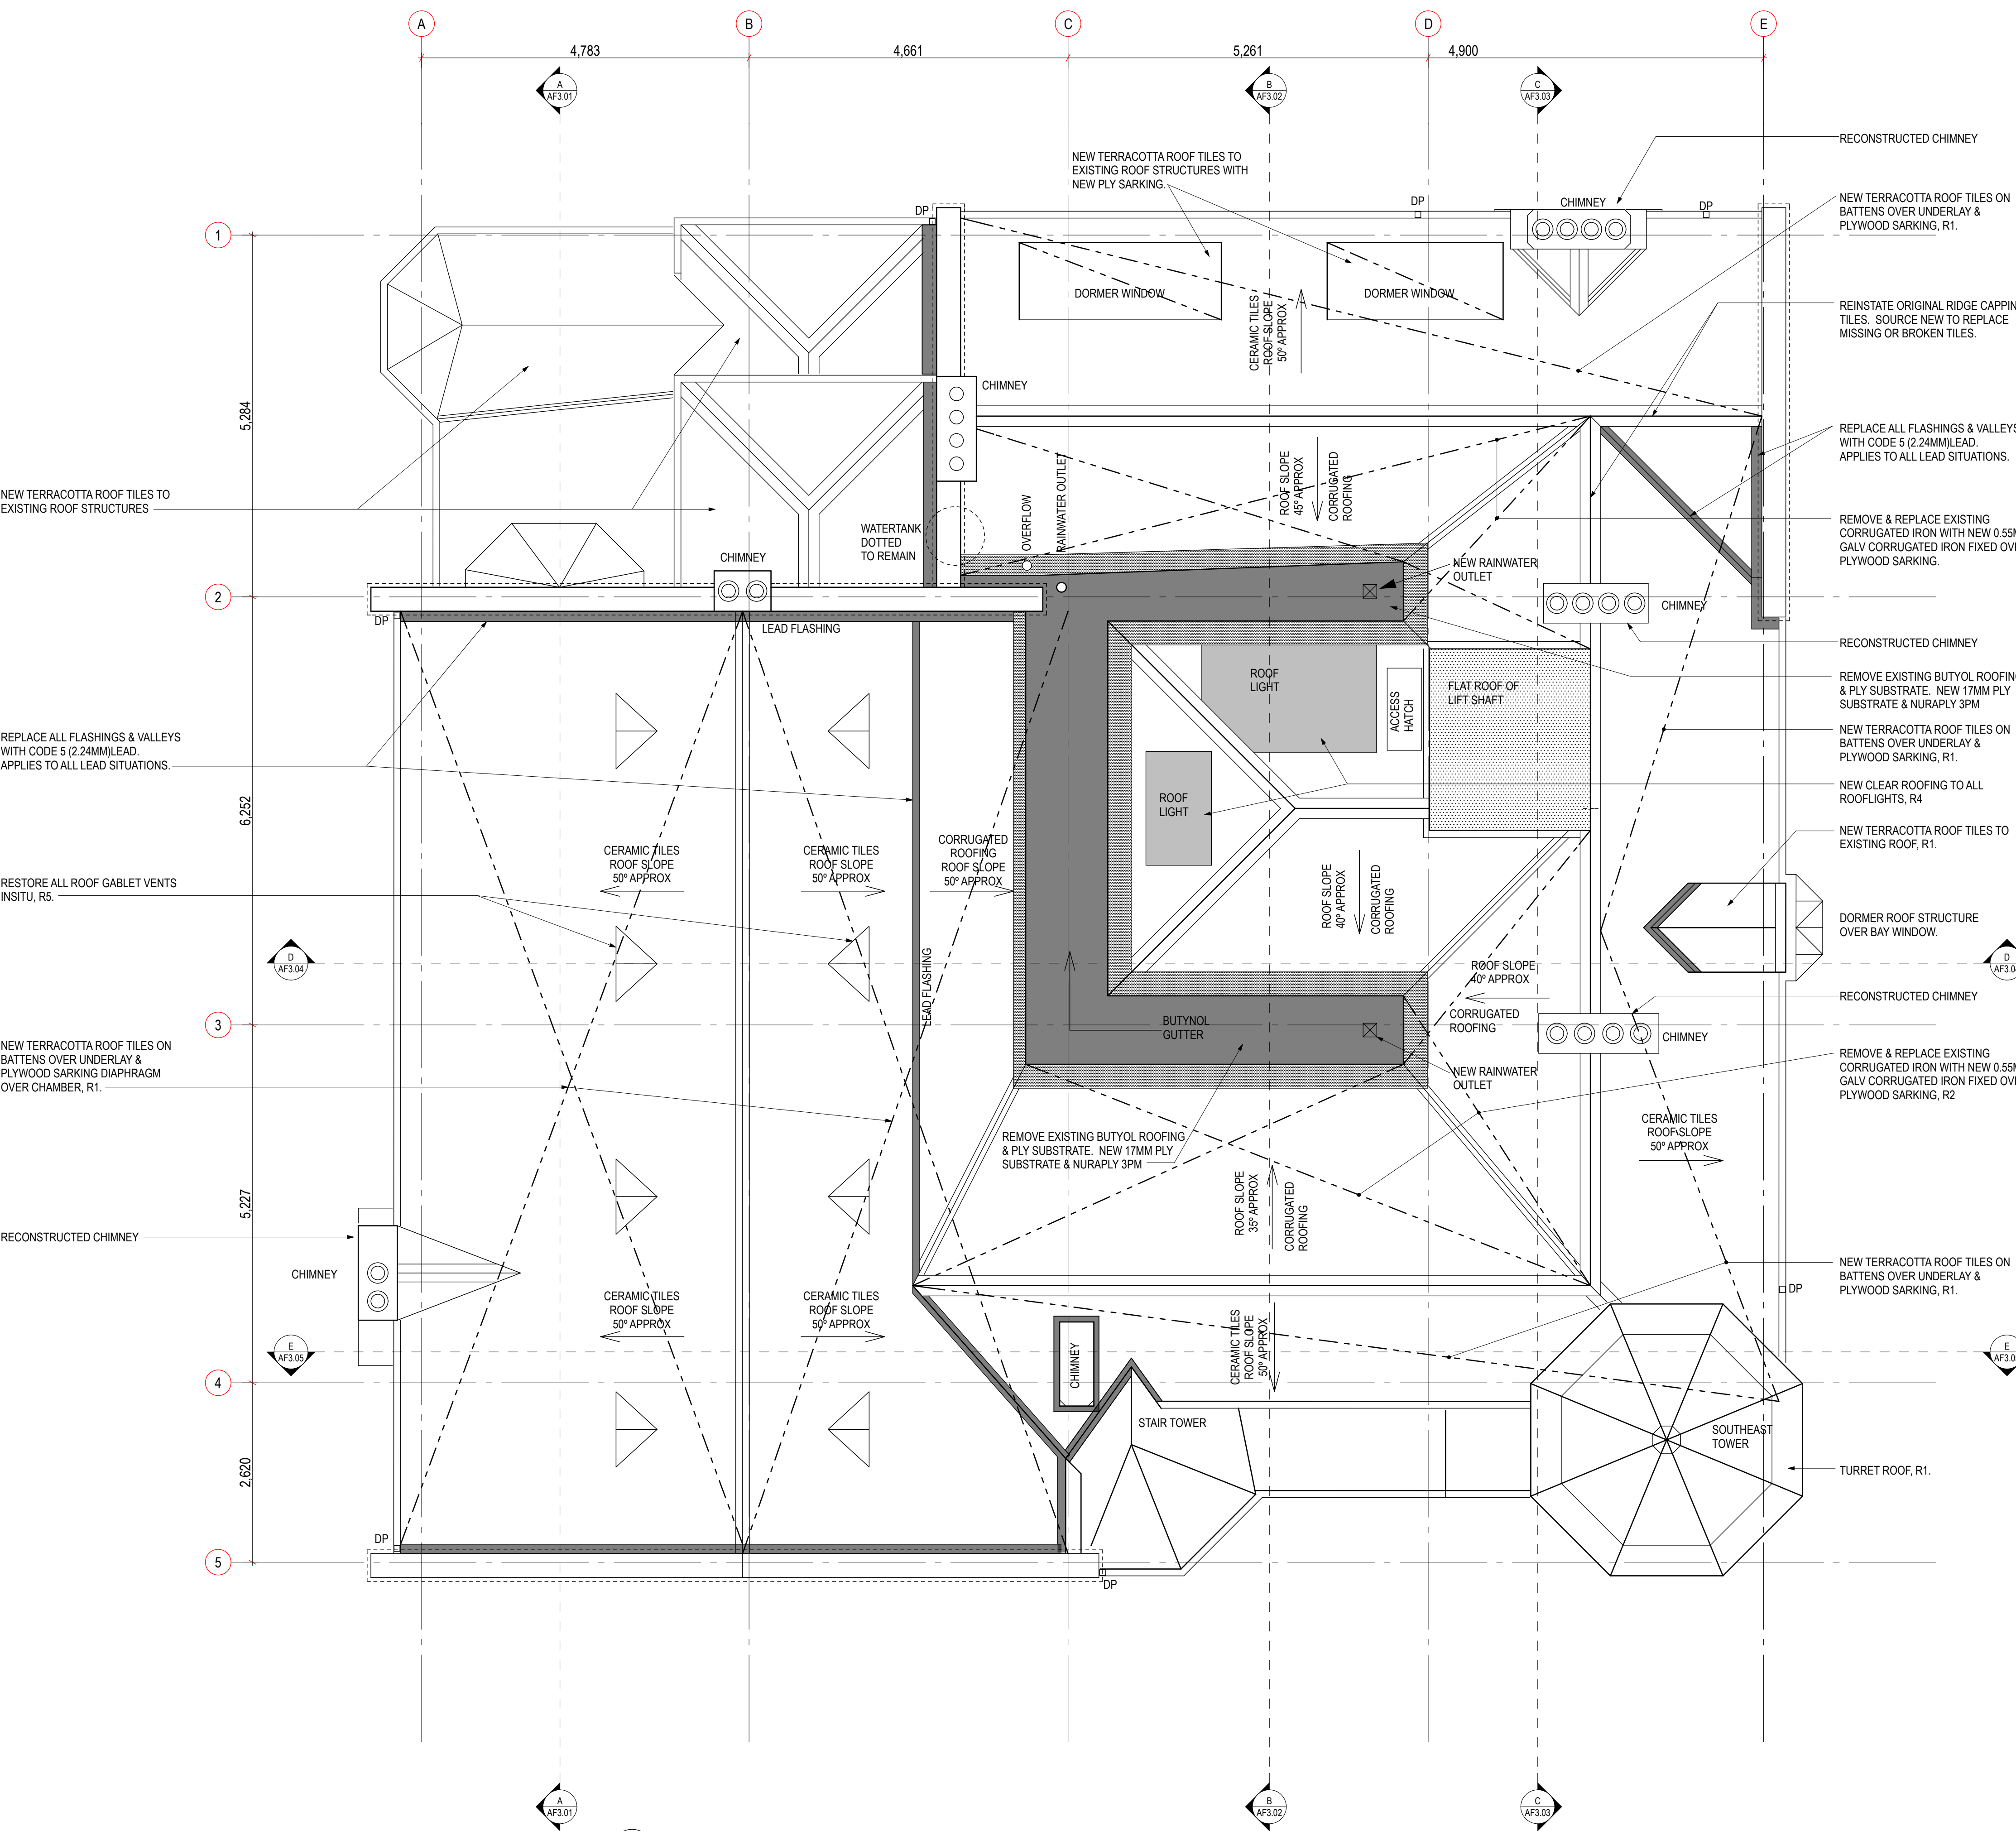 A
B
C
D
E
4,783
4,661
5,261
4,900
A
AF3.01
B
AF3.02
C
AF3.03
RECONSTRUCTED CHIMNEY
NEW TERRACOTTA ROOF TILES TO
EXISTING ROOF STRUCTURES WITH
NEW PLY SARKING.
NEW TERRACOTTA ROOF TILES ON
BATTENS OVER UNDERLAY &
PLYWOOD SARKING, R1.
DP
DP
CHIMNEY
DP
1
DORMER WINDOW
DORMER WINDOW
CERAMIC TILES
ROOF SLOPE
50º APPROX
REINSTATE ORIGINAL RIDGE CAPPIN
TILES. SOURCE NEW TO REPLACE
MISSING OR BROKEN TILES.
CHIMNEY
5,284
REPLACE ALL FLASHINGS & VALLEYS
WITH CODE 5 (2.24MM)LEAD.
APPLIES TO ALL LEAD SITUATIONS.
NEW TERRACOTTA ROOF TILES TO
EXISTING ROOF STRUCTURES
WATERTANK
DOTTED
TO REMAIN
OVERFLOW
RAINWATER OUTLET
ROOF SLOPE
45º APPROX
CORRUGATED
ROOFING
REMOVE & REPLACE EXISTING
CORRUGATED IRON WITH NEW 0.55M
GALV CORRUGATED IRON FIXED OV
PLYWOOD SARKING.
CHIMNEY
NEW RAINWATER
OUTLET
2
CHIMNEY
DP
LEAD FLASHING
RECONSTRUCTED CHIMNEY
ROOF
LIGHT
ACCESS
HATCH
FLAT ROOF OF
LIFT SHAFT
REMOVE EXISTING BUTYOL ROOFING
& PLY SUBSTRATE. NEW 17MM PLY
SUBSTRATE & NURAPLY 3PM
REPLACE ALL FLASHINGS & VALLEYS
WITH CODE 5 (2.24MM)LEAD.
APPLIES TO ALL LEAD SITUATIONS.
NEW TERRACOTTA ROOF TILES ON
BATTENS OVER UNDERLAY &
PLYWOOD SARKING, R1.
6,252
ROOF
LIGHT
NEW CLEAR ROOFING TO ALL
ROOFLIGHTS, R4
NEW TERRACOTTA ROOF TILES TO
EXISTING ROOF, R1.
CERAMIC TILES
ROOF SLOPE
50º APPROX
CERAMIC TILES
ROOF SLOPE
50º APPROX
CORRUGATED
ROOFING
ROOF SLOPE
50º APPROX
ROOF SLOPE
40º APPROX
CORRUGATED
ROOFING
RESTORE ALL ROOF GABLET VENTS
INSITU, R5.
DORMER ROOF STRUCTURE
OVER BAY WINDOW.
D
AF3.04
LEAD FLASHING
ROOF SLOPE
40º APPROX
D
AF3.0
RECONSTRUCTED CHIMNEY
CORRUGATED
ROOFING
3
BUTYNOL
GUTTER
CHIMNEY
NEW TERRACOTTA ROOF TILES ON
BATTENS OVER UNDERLAY &
PLYWOOD SARKING DIAPHRAGM
OVER CHAMBER, R1.
NEW RAINWATER
OUTLET
REMOVE & REPLACE EXISTING
CORRUGATED IRON WITH NEW 0.55M
GALV CORRUGATED IRON FIXED OV
PLYWOOD SARKING, R2
REMOVE EXISTING BUTYOL ROOFING
& PLY SUBSTRATE. NEW 17MM PLY
SUBSTRATE & NURAPLY 3PM
CERAMIC TILES
ROOF SLOPE
50º APPROX
5,227
ROOF SLOPE
35º APPROX
CORRUGATED
ROOFING
RECONSTRUCTED CHIMNEY
CHIMNEY
NEW TERRACOTTA ROOF TILES ON
BATTENS OVER UNDERLAY &
PLYWOOD SARKING, R1.
DP
CERAMIC TILES
ROOF SLOPE
50º APPROX
CERAMIC TILES
ROOF SLOPE
50º APPROX
CHIMNEY
CERAMIC TILES
ROOF SLOPE
50º APPROX
E
AF3.05
E
AF3.0
4
STAIR TOWER
SOUTHEAST
TOWER
2,620
TURRET ROOF, R1.
DP
5
DP
A
AF3.01
B
AF3.02
C
AF3.03